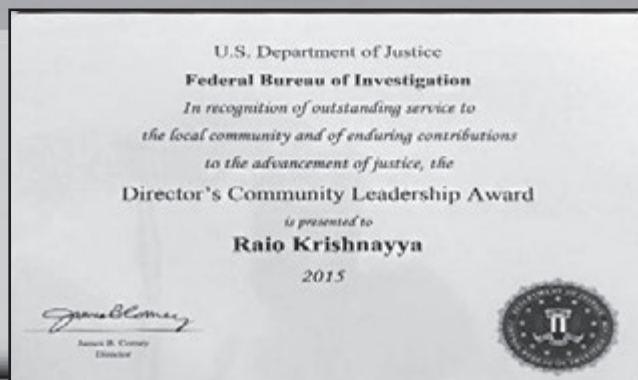 U.S. Department of Justice
Federal Bureau of Investigation
In recognition of outstanding service to
the local community and of enduring contributions
to the advancement of justice, the
Director's Community Leadership Award
is presented to
Raio Krishnayya
2015
James B. Comey
James B. Comey
Director